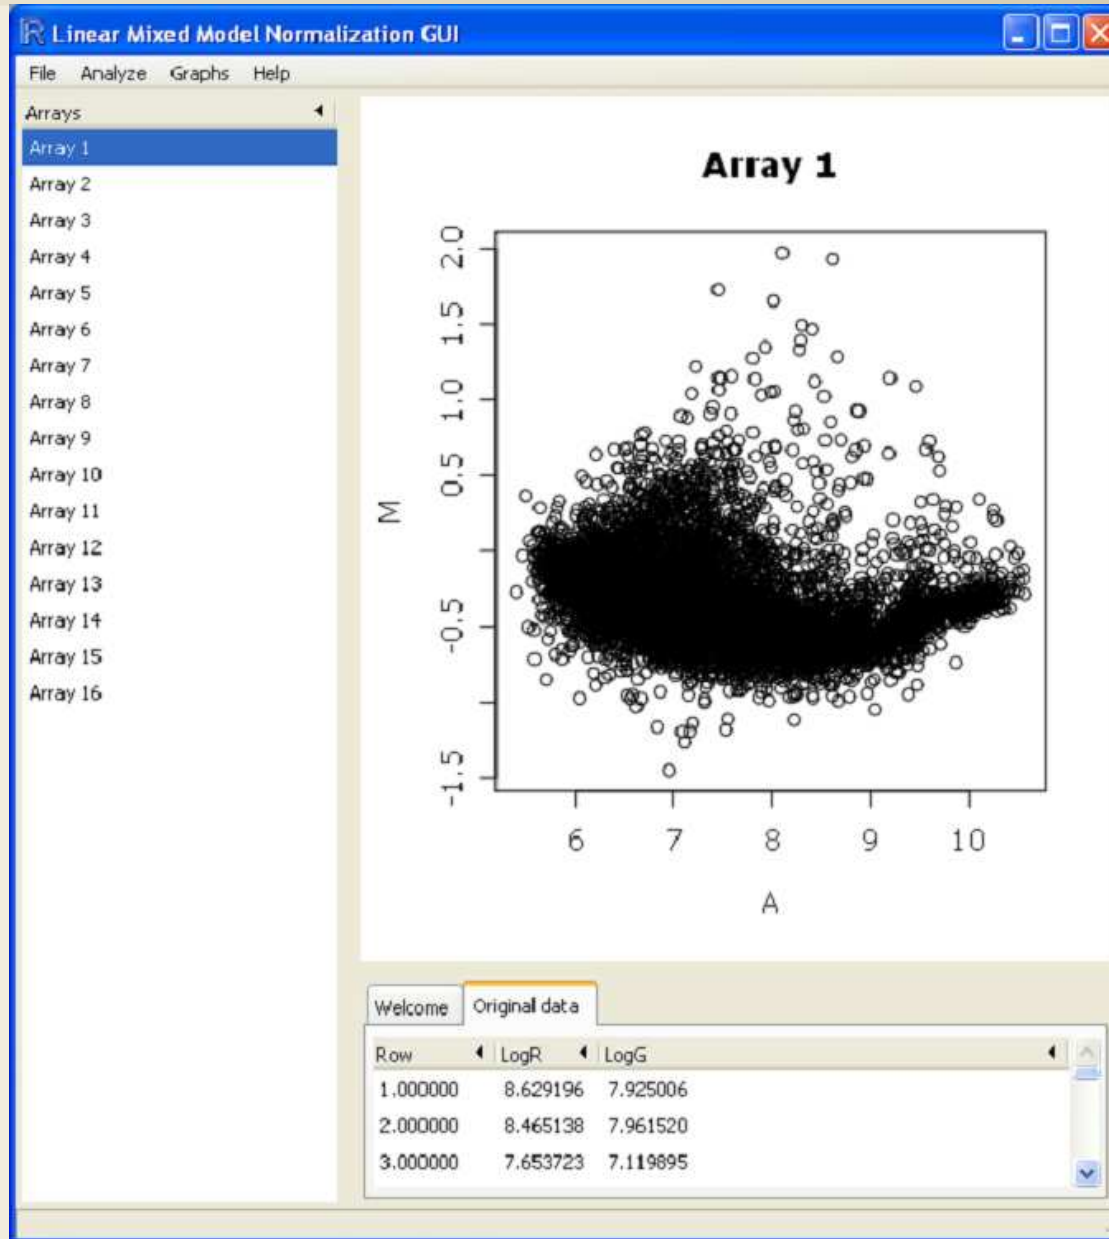 R Linear Mixed Model Normalization GUI
File Analyze Graphs Help
Arrays
Array 1
Array 2
Array 3
Array 4
Array 5
Array 6
Array 7
Array 8
Array 9
Array 10
Array 11
Array 12
Array 13
Array 14
Array 15
Array 16
Array 1
2.0
1.5
1.0
0.5
-0.5
-1.5
M
6 7 8 9 10
A
Welcome Original data
Row LogR LogG
1.000000 8.629196 7.925006
2.000000 8.465138 7.961520
3.000000 7.653723 7.119895